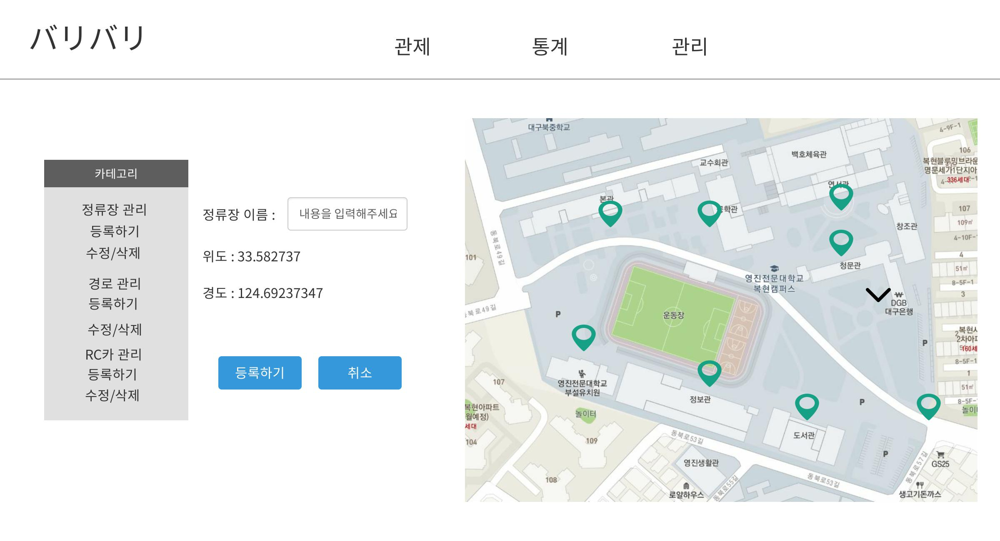 バリバリ
관제
통계
관리
카테고리
정류장 관리
등록하기
수정/삭제
경로 관리
등록하기
수정/삭제
RC카 관리
등록하기
수정/삭제
정류장 이름 :
내용을 입력해주세요
위도 : 33.582737
경도 : 124.69237347
등록하기
취소
대구북중학교
4-9F-1
106
복현블루밍브라운
명문세가1단지아
336세대
백호체육관
교수회관
연서관
본관
공학관
107
109㎡
창조관
4-10F-1
동북로49길
101
4
청문관
51㎡
영진전문대학교
복현캠퍼스
8-5F-1
3
DGB
대구은행
북로49길
P
운동장
2
복현시
2차아파
160세
P
8-5F-1
1
107
영진전문대학교
부설유치원
51㎡
정보관
P
8-5F-
놀이
복현아파트
월예정)
세대
놀이터
104
109
동북로53길
도서관
P
동북로57길
GS25
영진생활관
108
동북로53길
동북로55길
로얄하우스
생고기돈까스